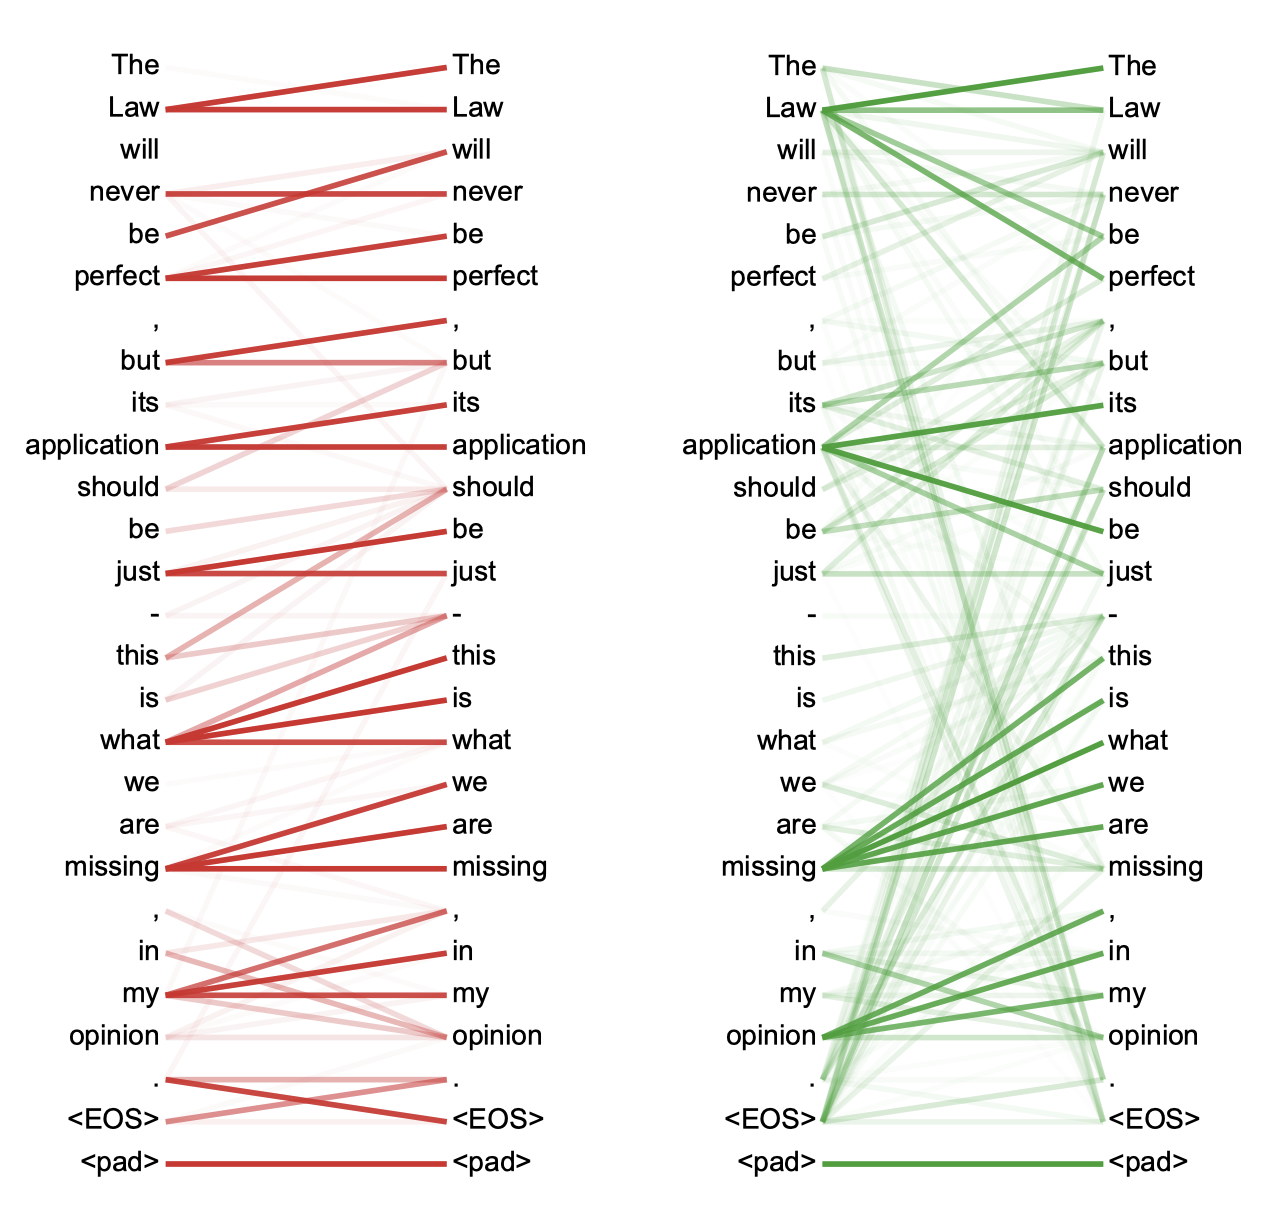 The The The The
Law Law Law Law
will will will will
never never never never
be be be be
perfect perfect perfect perfect
, , , ,
but but but but
its its its its
application application application application
should should should should
be be be be
just just just just
- - - -
this this this this
is is is is
what what what what
we we we we
are are are are
missing missing missing missing
, , , ,
in in in in
my my my my
opinion opinion opinion opinion
. . . .
<EOS> <EOS> <EOS> <EOS>
<pad> <pad> <pad> <pad>